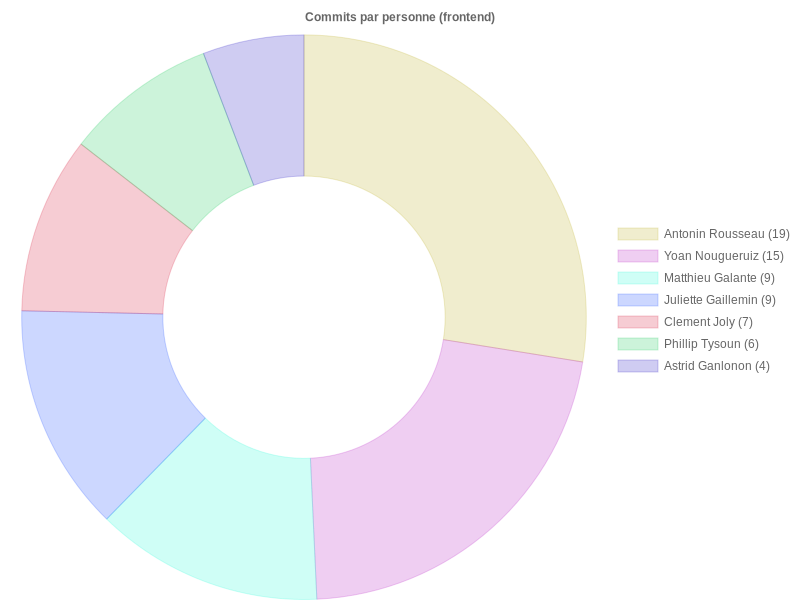 Commits par personne (frontend)
Antonin Rousseau (19)
Yoan Nougueruiz (15)
Matthieu Galante (9)
Juliette Gaillemin (9)
Clement Joly (7)
Phillip Tysoun (6)
Astrid Ganlonon (4)